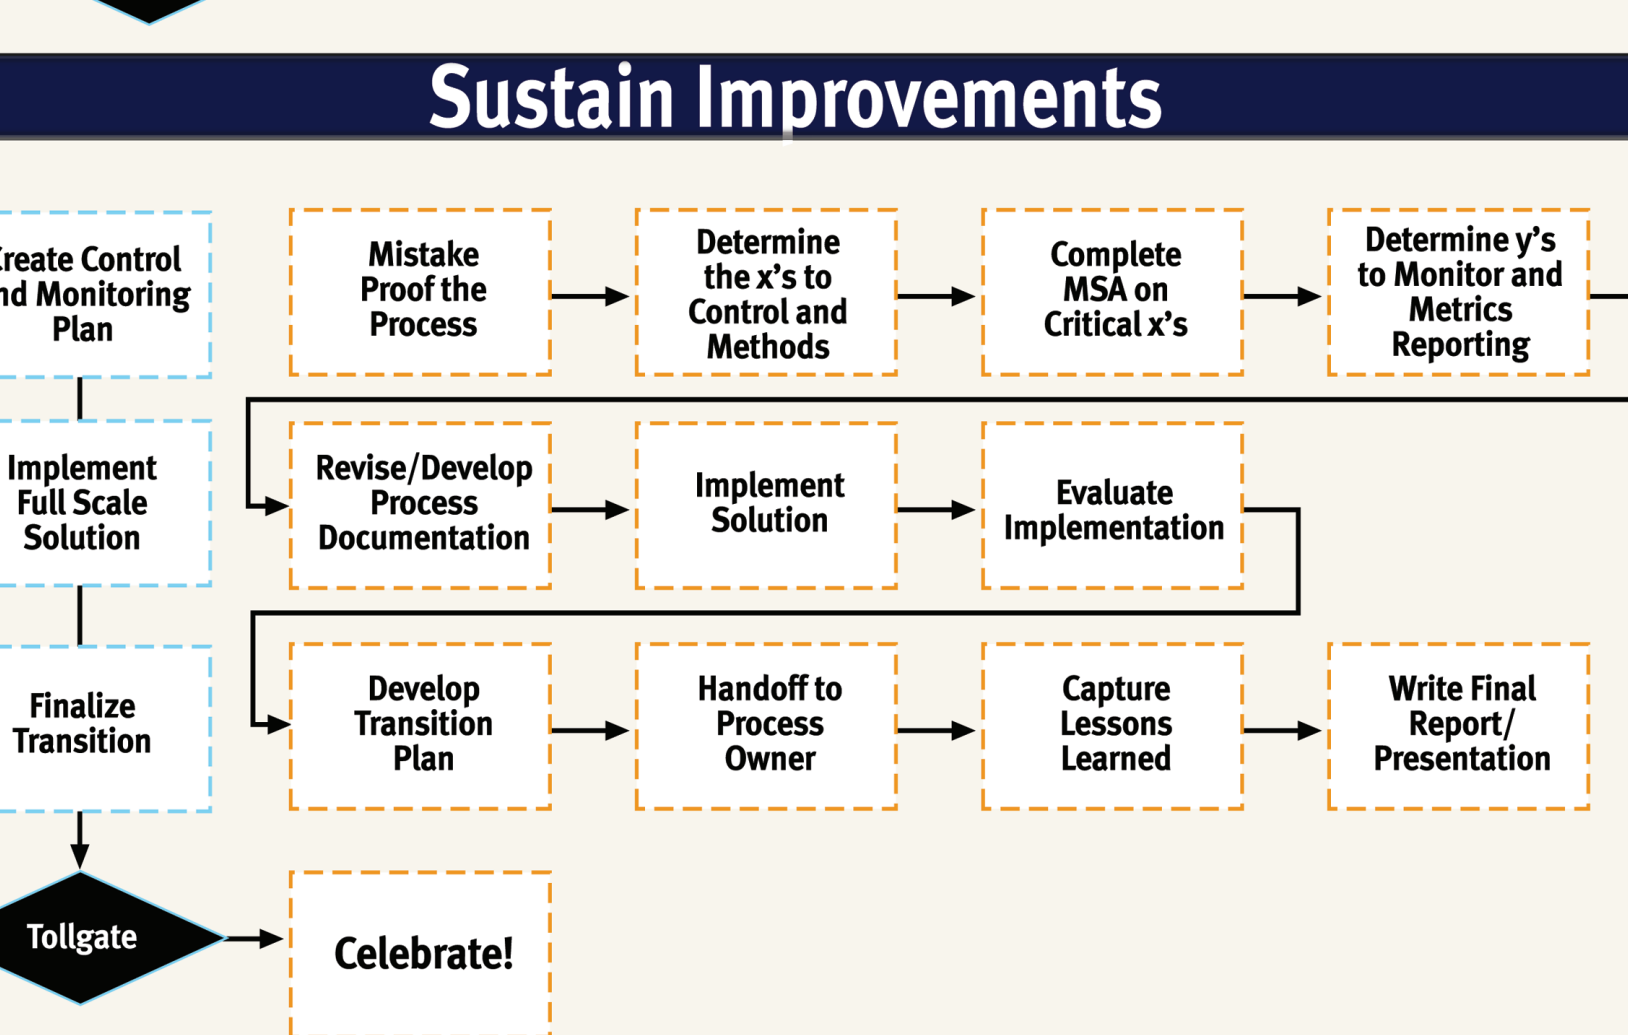 Sustain Improvements
Create Control
and Monitoring
Plan
Mistake
Proof the
Process
Determine
the x's to
Control and
Methods
Complete
MSA on
Critical x's
Determine y's
to Monitor and
Metrics
Reporting
Implement
Full Scale
Solution
Revise/Develop
Process
Documentation
Implement
Solution
Evaluate
Implementation
Finalize
Transition
Develop
Transition
Plan
Handoff to
Process
Owner
Capture
Lessons
Learned
Write Final
Report/
Presentation
Tollgate
Celebrate!